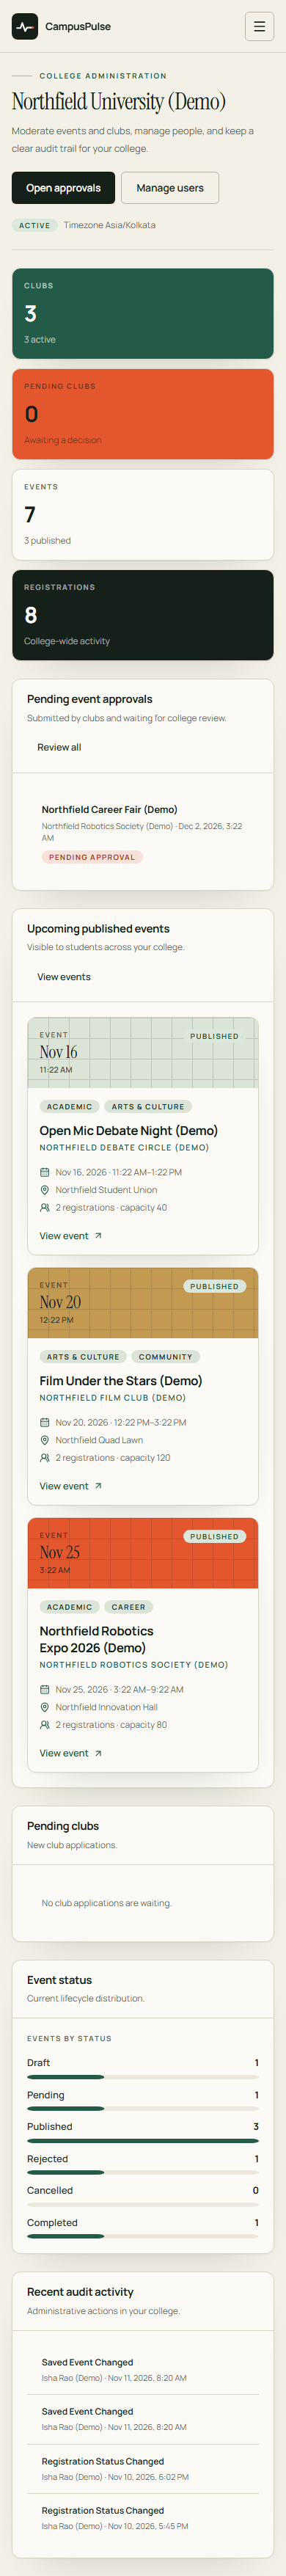 CampusPulse
COLLEGE ADMINISTRATION
Northfield University (Demo)
Moderate events and clubs, manage people, and keep a
clear audit trail for your college.
Open approvals
Manage users
ACTIVE
Timezone Asia/Kolkata
CLUBS
3
3 active
PENDING CLUBS
0
Awaiting a decision
EVENTS
7
3 published
REGISTRATIONS
8
College-wide activity
Pending event approvals
Submitted by clubs and waiting for college review.
Review all
Northfield Career Fair (Demo)
Northfield Robotics Society (Demo) · Dec 2, 2026, 3:22
AM
PENDING APPROVAL
Upcoming published events
Visible to students across your college.
View events
EVENT
PUBLISHED
Nov 16
11:22 AM
ACADEMIC
ARTS & CULTURE
Open Mic Debate Night (Demo)
NORTHFIELD DEBATE CIRCLE (DEMO)
Nov 16, 2026 · 11:22 AM–1:22 PM
Northfield Student Union
2 registrations · capacity 40
View event
EVENT
PUBLISHED
Nov 20
12:22 PM
ARTS & CULTURE
COMMUNITY
Film Under the Stars (Demo)
NORTHFIELD FILM CLUB (DEMO)
Nov 20, 2026 · 12:22 PM–3:22 PM
Northfield Quad Lawn
2 registrations · capacity 120
View event
EVENT
PUBLISHED
Nov 25
3:22 AM
ACADEMIC
CAREER
Northfield Robotics
Expo 2026 (Demo)
NORTHFIELD ROBOTICS SOCIETY (DEMO)
Nov 25, 2026 · 3:22 AM–9:22 AM
Northfield Innovation Hall
2 registrations · capacity 80
View event
Pending clubs
New club applications.
No club applications are waiting.
Event status
Current lifecycle distribution.
EVENTS BY STATUS
Draft 1
Pending 1
Published 3
Rejected 1
Cancelled 0
Completed 1
Recent audit activity
Administrative actions in your college.
Saved Event Changed
Isha Rao (Demo) · Nov 11, 2026, 8:20 AM
Saved Event Changed
Isha Rao (Demo) · Nov 11, 2026, 8:20 AM
Registration Status Changed
Isha Rao (Demo) · Nov 10, 2026, 6:02 PM
Registration Status Changed
Isha Rao (Demo) · Nov 10, 2026, 5:45 PM